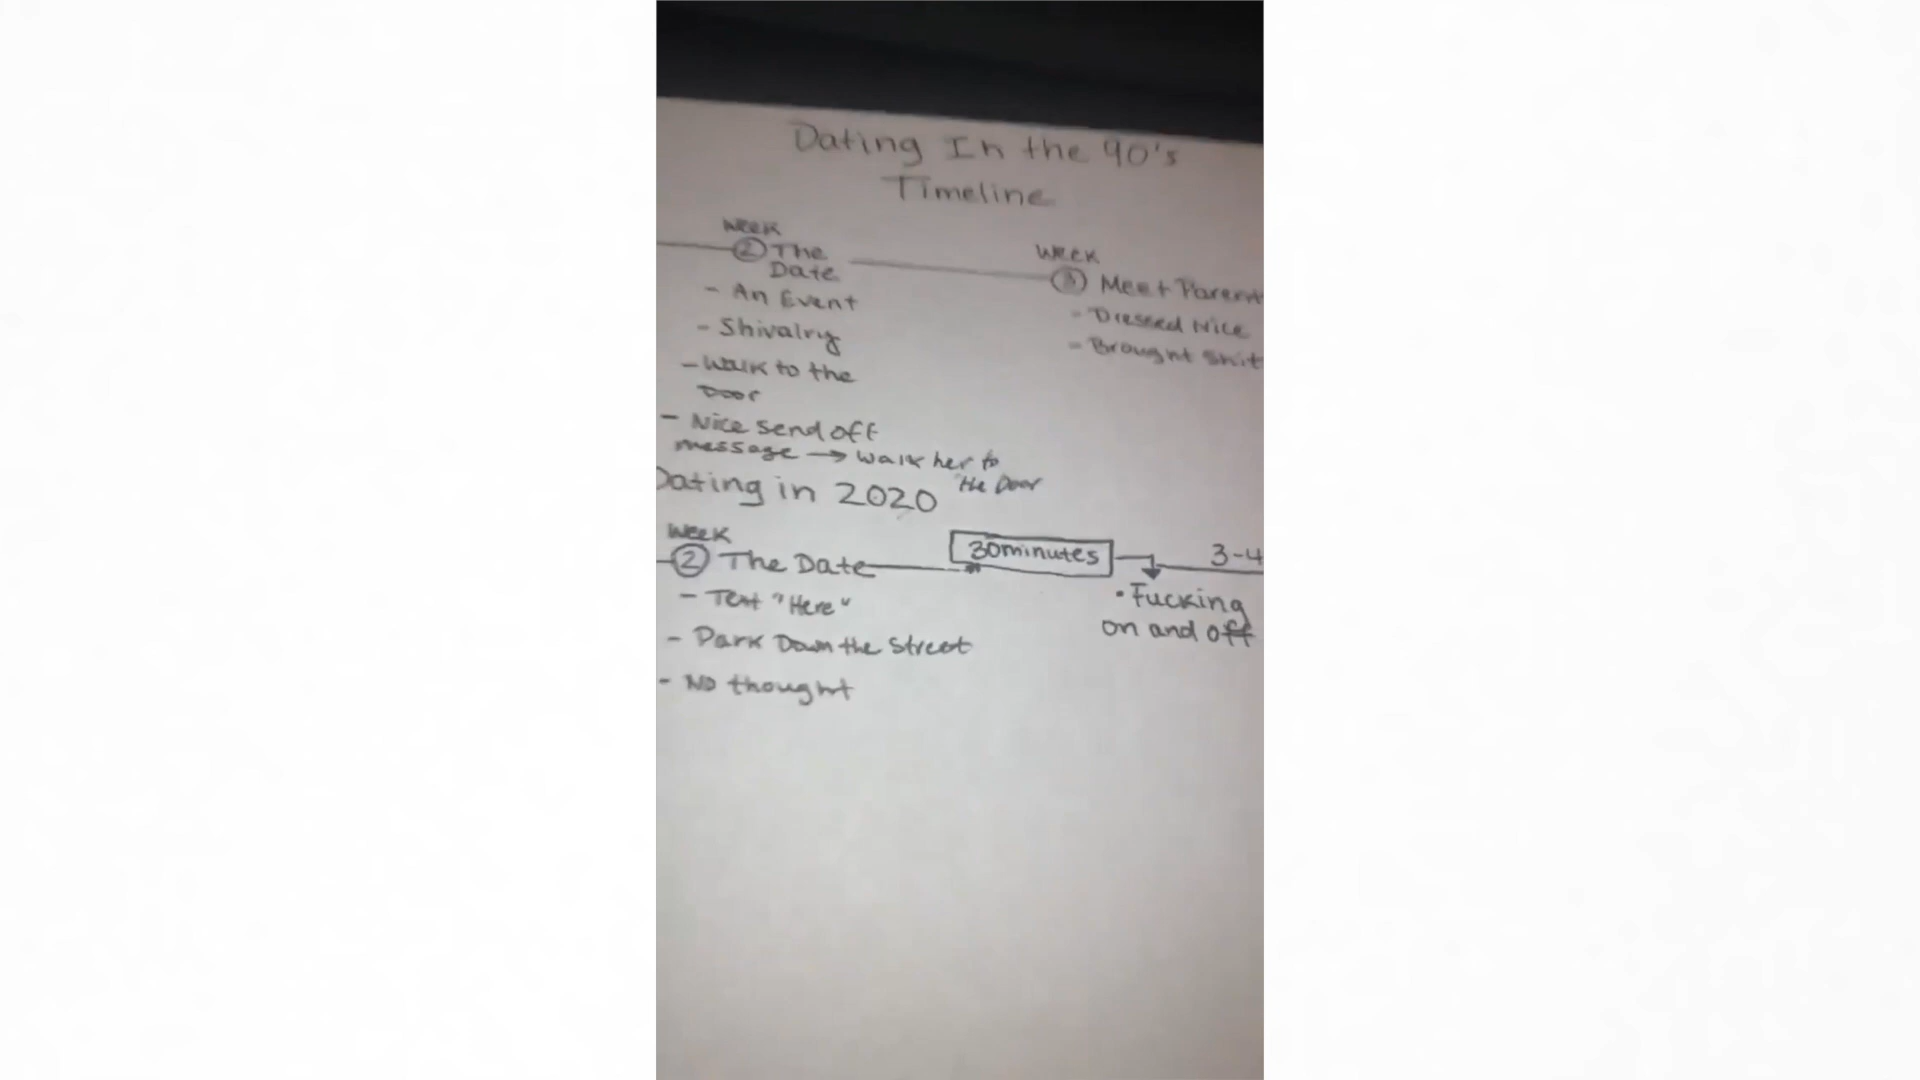 Dating In the 90's
Timeline
Week
② The
Date
- An Event
- Shivalry
- Walk to the
Door
- Nice send off
message → walk her to
the Door
Week
③ Meet Parent
- Dressed Nice
- Brought Shit
Dating in 2020
Week
② The Date
- Text "Here"
- Park Down the Street
- No thought
30minutes
• Fucking
on and off
3-4